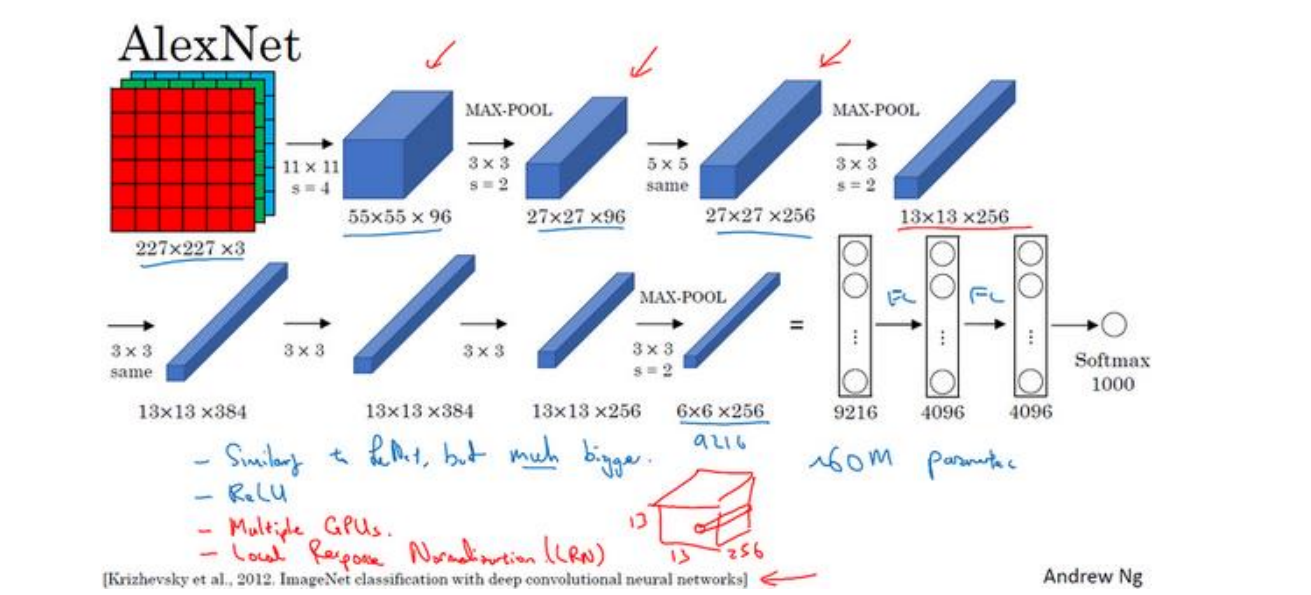 AlexNet
MAX-POOL
MAX-POOL
11 × 11
s = 4
3 × 3
s = 2
5 × 5
same
3 × 3
s = 2
227×227 ×3
55×55 × 96
27×27 ×96
27×27 ×256
13×13 ×256
MAX-POOL
3 × 3
same
3 × 3
3 × 3
3 × 3
s = 2
=
FC
FC
Softmax
1000
13×13 ×384
13×13 ×384
13×13 ×256
6×6 ×256
9216
4096
4096
9216
- Similary to LeNet, but much bigger.
~60M
- ReLU
- Multiple GPUs.
- Local Response Normalization (LRN)
13
13
256
[Krizhevsky et al., 2012. ImageNet classification with deep convolutional neural networks]
Andrew Ng